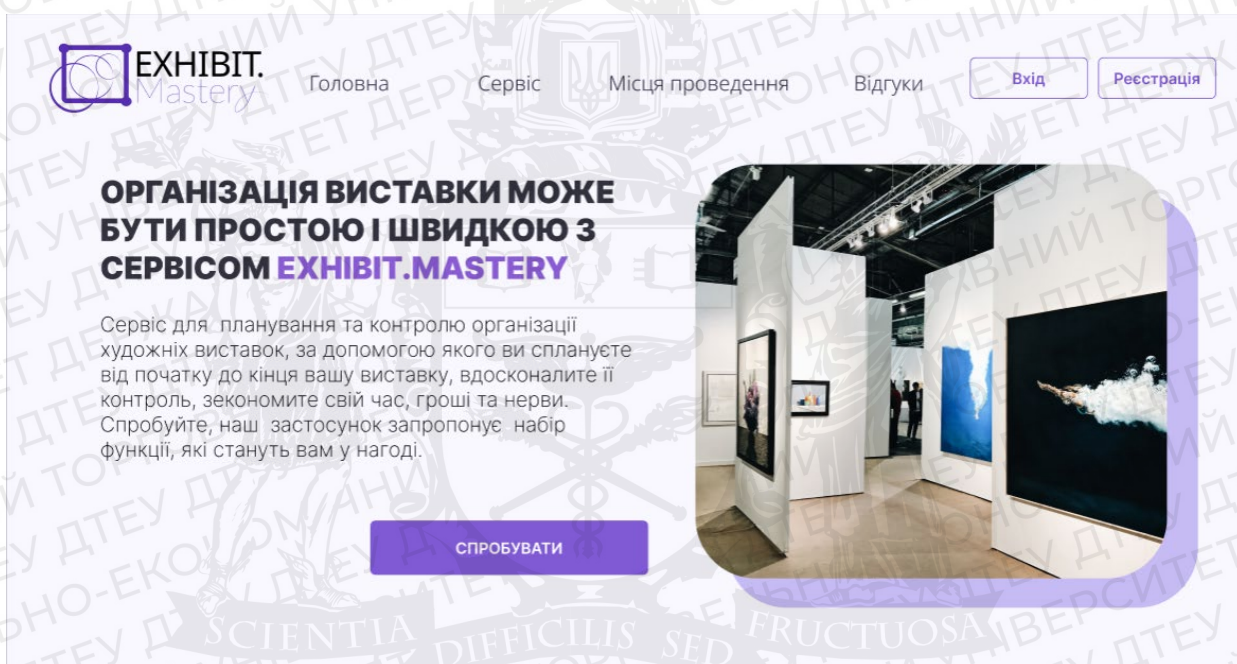 EXHIBIT.
Mastery
Головна Сервіс Місця проведення Відгуки Вхід Реєстрація
ОРГАНІЗАЦІЯ ВИСТАВКИ МОЖЕ
БУТИ ПРОСТОЮ І ШВИДКОЮ З
СЕРВІСОМ EXHIBIT.MASTERY
Сервіс для планування та контролю організації
художніх виставок, за допомогою якого ви сплануєте
від початку до кінця вашу виставку, вдосконалите її
контроль, зекономите свій час, гроші та нерви.
Спробуйте, наш застосунок запропонує набір
функції, які стануть вам у нагоді.
СПРОБУВАТИ
SCIENTIA DIFFICILIS SED FRUCTUOSA